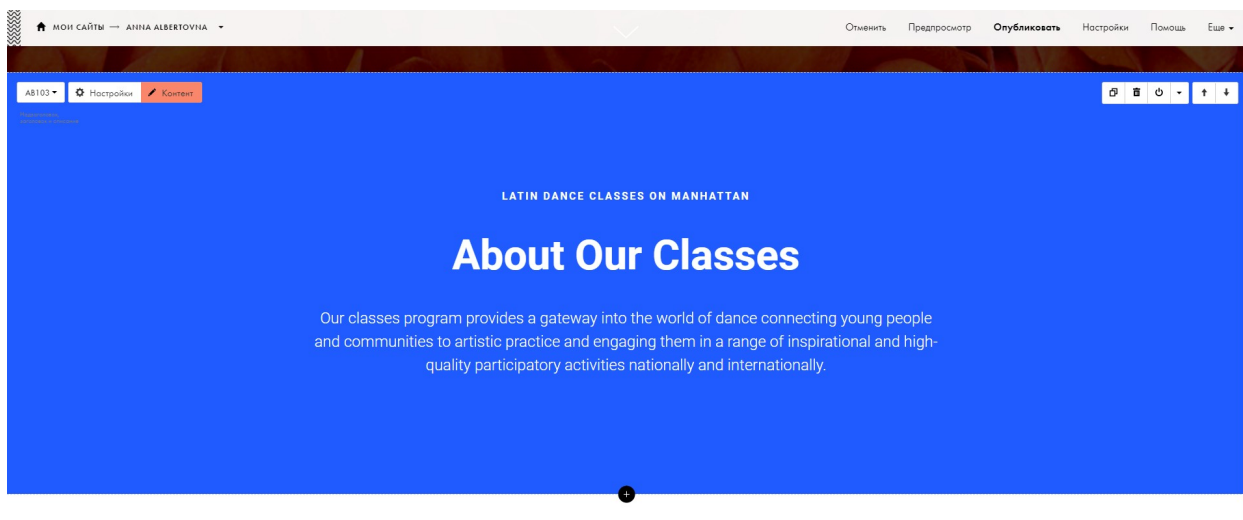 МОИ САЙТЫ → ANNA ALBERTOVNA
Отменить Предпросмотр Опубликовать Настройки Помощь Еще
AB103 Настройки Контент
LATIN DANCE CLASSES ON MANHATTAN
About Our Classes
Our classes program provides a gateway into the world of dance connecting young people
and communities to artistic practice and engaging them in a range of inspirational and high-
quality participatory activities nationally and internationally.